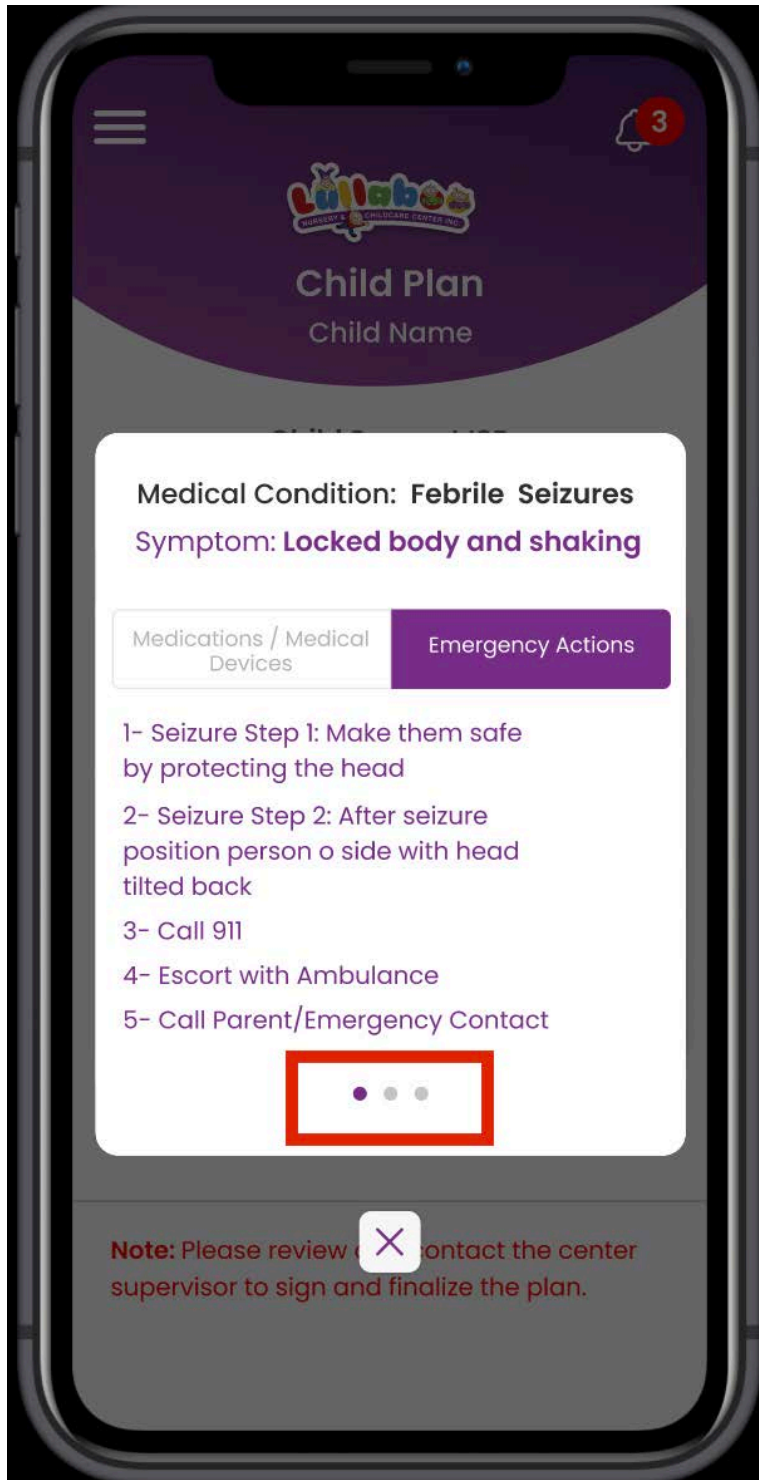 3
Lullaboo
NURSERY & CHILDCARE CENTER INC
Child Plan
Child Name
Medical Condition: Febrile Seizures
Symptom: Locked body and shaking
Medications / Medical
Devices
Emergency Actions
1- Seizure Step 1: Make them safe
by protecting the head
2- Seizure Step 2: After seizure
position person o side with head
tilted back
3- Call 911
4- Escort with Ambulance
5- Call Parent/Emergency Contact
Note: Please review contact the center
supervisor to sign and finalize the plan.